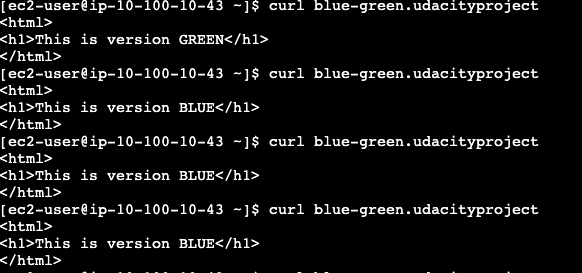 [ec2-user@ip-10-100-10-43 ~]$ curl blue-green.udacityproject
<html>
<h1>This is version GREEN</h1>
</html>
[ec2-user@ip-10-100-10-43 ~]$ curl blue-green.udacityproject
<html>
<h1>This is version BLUE</h1>
</html>
[ec2-user@ip-10-100-10-43 ~]$ curl blue-green.udacityproject
<html>
<h1>This is version BLUE</h1>
</html>
[ec2-user@ip-10-100-10-43 ~]$ curl blue-green.udacityproject
<html>
<h1>This is version BLUE</h1>
</html>